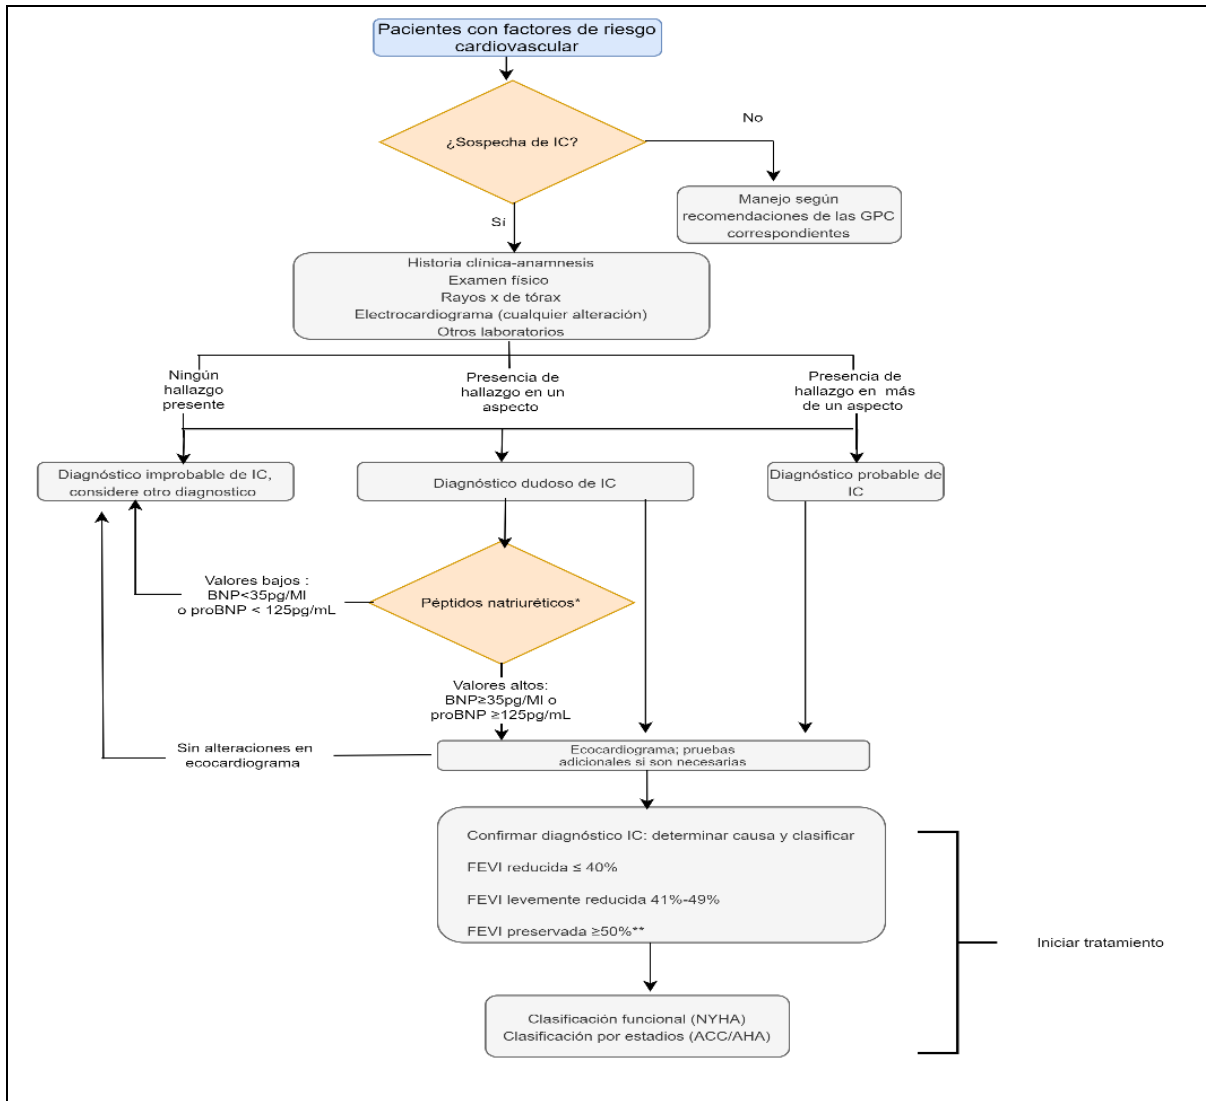 Pacientes con factores de riesgo
cardiovascular
¿Sospecha de IC?
No
Manejo según
recomendaciones de las GPC
correspondientes
Sí
Historia clínica-anamnesis
Examen físico
Rayos x de tórax
Electrocardiograma (cualquier alteración)
Otros laboratorios
Ningún
hallazgo
presente
Presencia de
hallazgo en un
aspecto
Presencia de
hallazgo en más
de un aspecto
Diagnóstico improbable de IC,
considere otro diagnostico
Diagnóstico dudoso de IC
Diagnóstico probable de
IC
Valores bajos :
BNP<35pg/Ml
o proBNP < 125pg/mL
Péptidos natriuréticos*
Valores altos:
BNP≥35pg/Ml o
proBNP ≥125pg/mL
Sin alteraciones en
ecocardiograma
Ecocardiograma; pruebas
adicionales si son necesarias
Confirmar diagnóstico IC: determinar causa y clasificar
FEVI reducida ≤ 40%
FEVI levemente reducida 41%-49%
FEVI preservada ≥50%**
Iniciar tratamiento
Clasificación funcional (NYHA)
Clasificación por estadios (ACC/AHA)